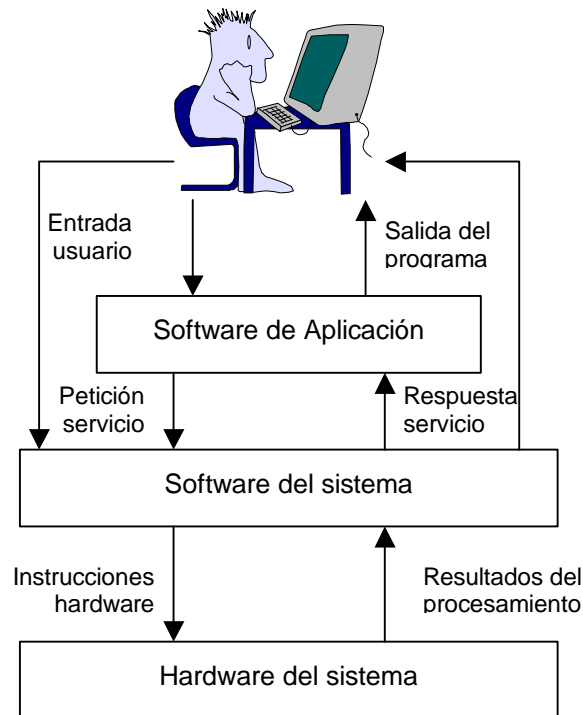 Entrada
usuario
Salida del
programa
Software de Aplicación
Petición
servicio
Respuesta
servicio
Software del sistema
Instrucciones
hardware
Resultados del
procesamiento
Hardware del sistema